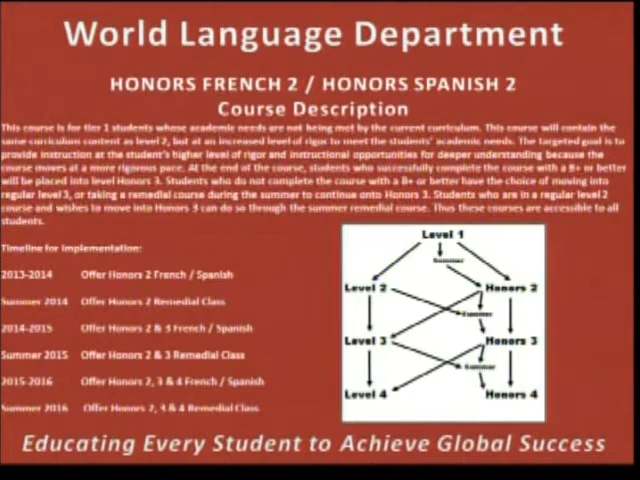 World Language Department
HONORS FRENCH 2 / HONORS SPANISH 2
Course Description
This course is for tier 1 students whose academic needs are not being met by the current curriculum. This course will contain the
same curriculum content as level 2, but at an increased level of rigor to meet the students' academic needs. The targeted goal is to
provide instruction at the student's higher level of rigor and instructional opportunities for deeper understanding because the
course moves at a more rigorous pace. At the end of the course, students who successfully complete the course with a B+ or better
will be placed into level Honors 3. Students who do not complete the course with a B+ or better have the choice of moving into
regular level 3, or taking a remedial course during the summer to continue onto Honors 3. Students who are in a regular level 2
course and wishes to move into Honors 3 can do so through the summer remedial course. Thus these courses are accessible to all
students.
Timeline for implementation:
2013-2014 Offer Honors 2 French / Spanish
Summer 2014 Offer Honors 2 Remedial Class
2014-2015 Offer Honors 2 & 3 French / Spanish
Summer 2015 Offer Honors 2 & 3 Remedial Class
2015-2016 Offer Honors 2, 3 & 4 French / Spanish
Summer 2016 Offer Honors 2, 3 & 4 Remedial Class
Level 1
Summer
Level 2 Honors 2
Summer
Level 3 Honors 3
Summer
Level 4 Honors 4
Educating Every Student to Achieve Global Success